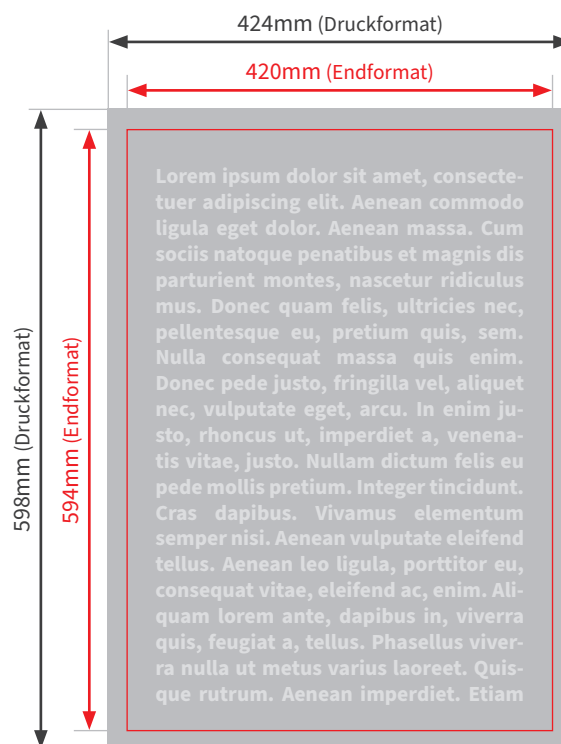 424mm (Druckformat)
420mm (Endformat)
598mm (Druckformat)
594mm (Endformat)
Lorem ipsum dolor sit amet, consecte-
tuer adipiscing elit. Aenean commodo
ligula eget dolor. Aenean massa. Cum
sociis natoque penatibus et magnis dis
parturient montes, nascetur ridiculus
mus. Donec quam felis, ultricies nec,
pellentesque eu, pretium quis, sem.
Nulla consequat massa quis enim.
Donec pede justo, fringilla vel, aliquet
nec, vulputate eget, arcu. In enim ju-
sto, rhoncus ut, imperdiet a, venena-
tis vitae, justo. Nullam dictum felis eu
pede mollis pretium. Integer tincidunt.
Cras dapibus. Vivamus elementum
semper nisi. Aenean vulputate eleifend
tellus. Aenean leo ligula, porttitor eu,
consequat vitae, eleifend ac, enim. Ali-
quam lorem ante, dapibus in, viverra
quis, feugiat a, tellus. Phasellus viver-
ra nulla ut metus varius laoreet. Quis-
que rutrum. Aenean imperdiet. Etiam